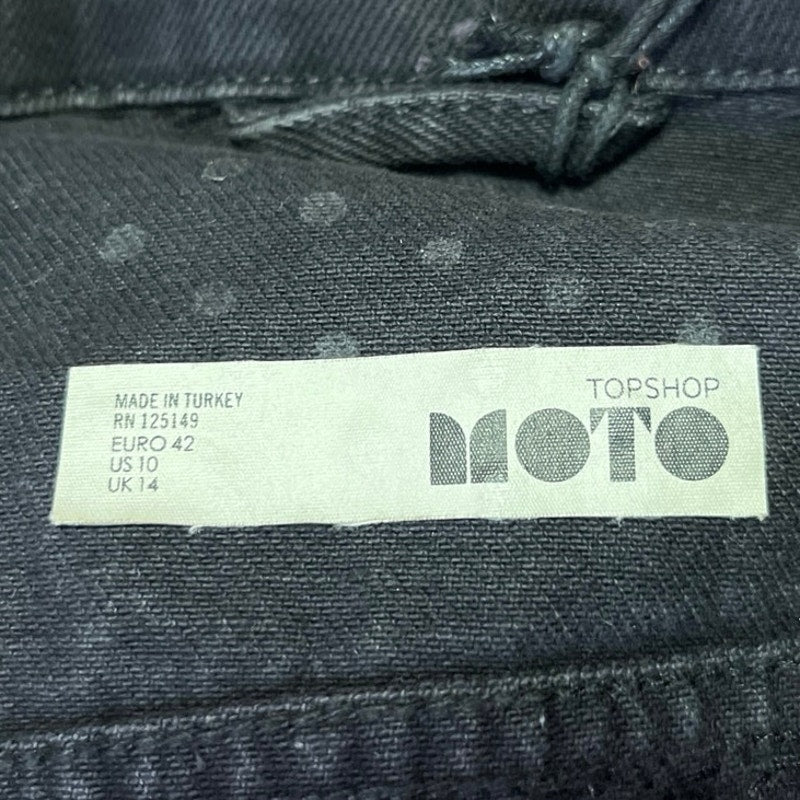 MADE IN TURKEY
RN 125149
EURO 42
US 10
UK 14
TOPSHOP
MOTO